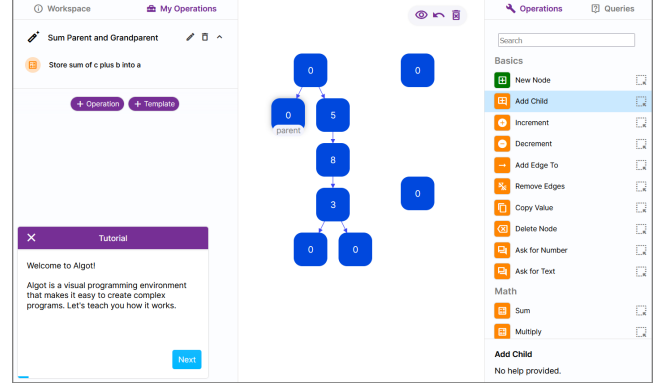 Workspace
My Operations
Sum Parent and Grandparent
Store sum of c plus b into a
+ Operation
+ Template
Tutorial
Welcome to Algot!
Algot is a visual programming environment
that makes it easy to create complex
programs. Let's teach you how it works.
Next
0
0
0
5
parent
8
0
3
0
0
Operations
Queries
Search
Basics
New Node
Add Child
Increment
Decrement
Add Edge To
Remove Edges
Copy Value
Delete Node
Ask for Number
Ask for Text
Math
Sum
Multiply
Add Child
No help provided.